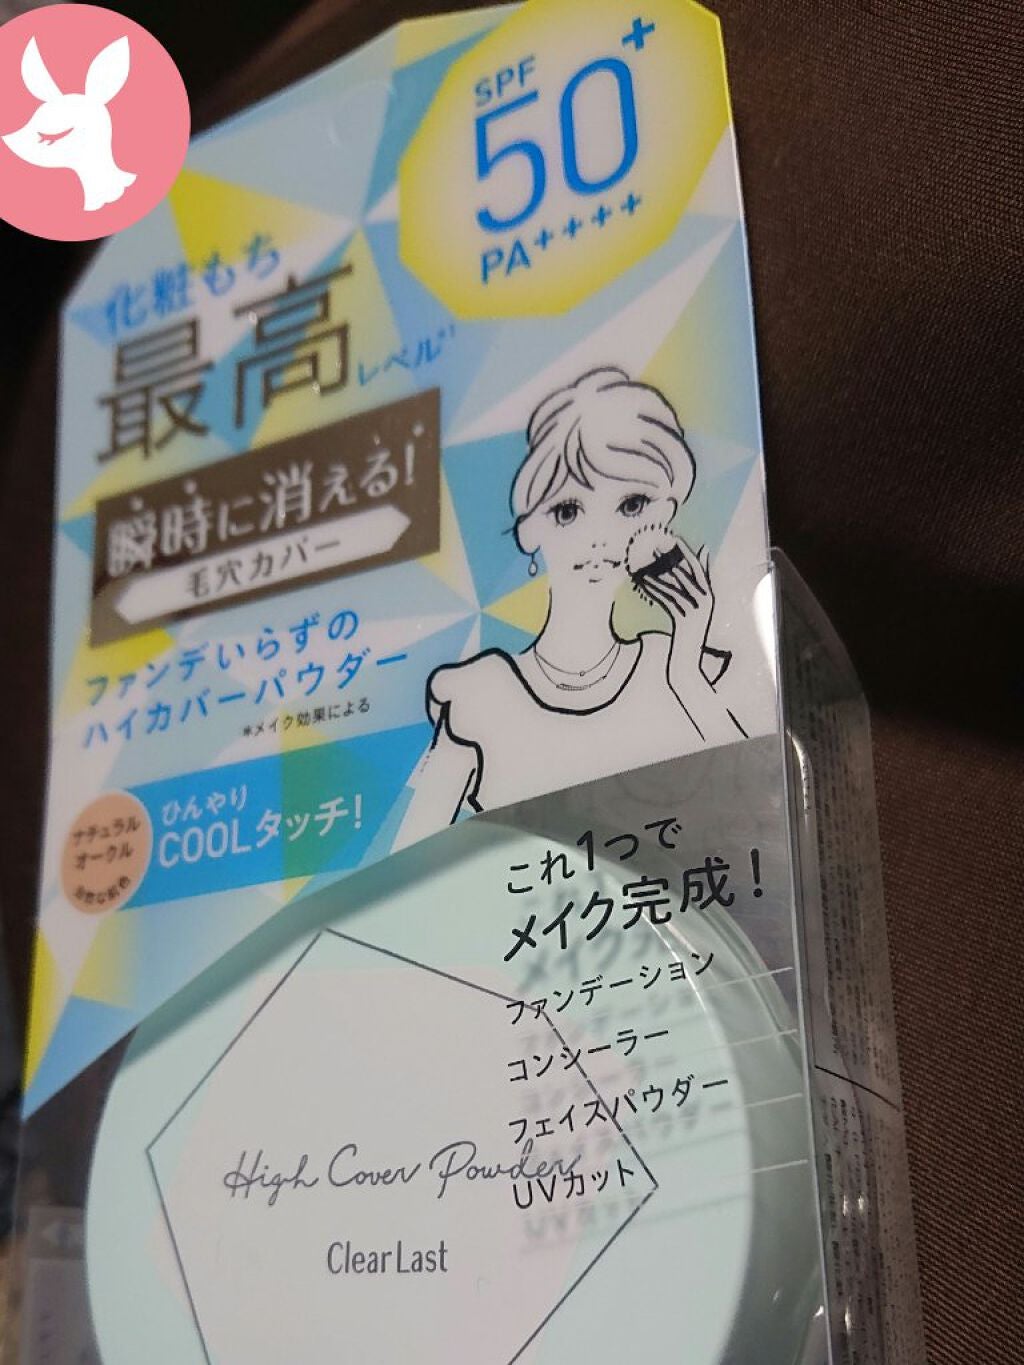 SPF
50+
PA++++
化粧もち
最高レベル*1
瞬時に消える!
毛穴カバー
ファンデいらずの
ハイカバーパウダー
*メイク効果による
ナチュラル
オークル
ひんやり
COOLタッチ!
これ1つで
メイク完成!
ファンデーション
コンシーラー
フェイスパウダー
UVカット
High Cover Powder
ClearLast